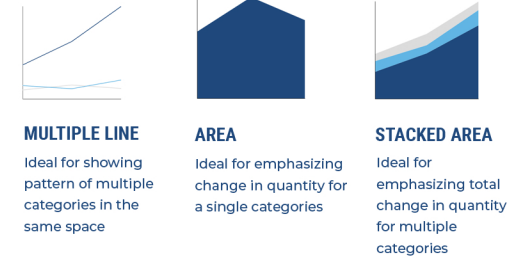 MULTIPLE LINE
Ideal for showing
pattern of multiple
categories in the
same space
AREA
Ideal for emphasizing
change in quantity for
a single categories
STACKED AREA
Ideal for
emphasizing total
change in quantity
for multiple
categories